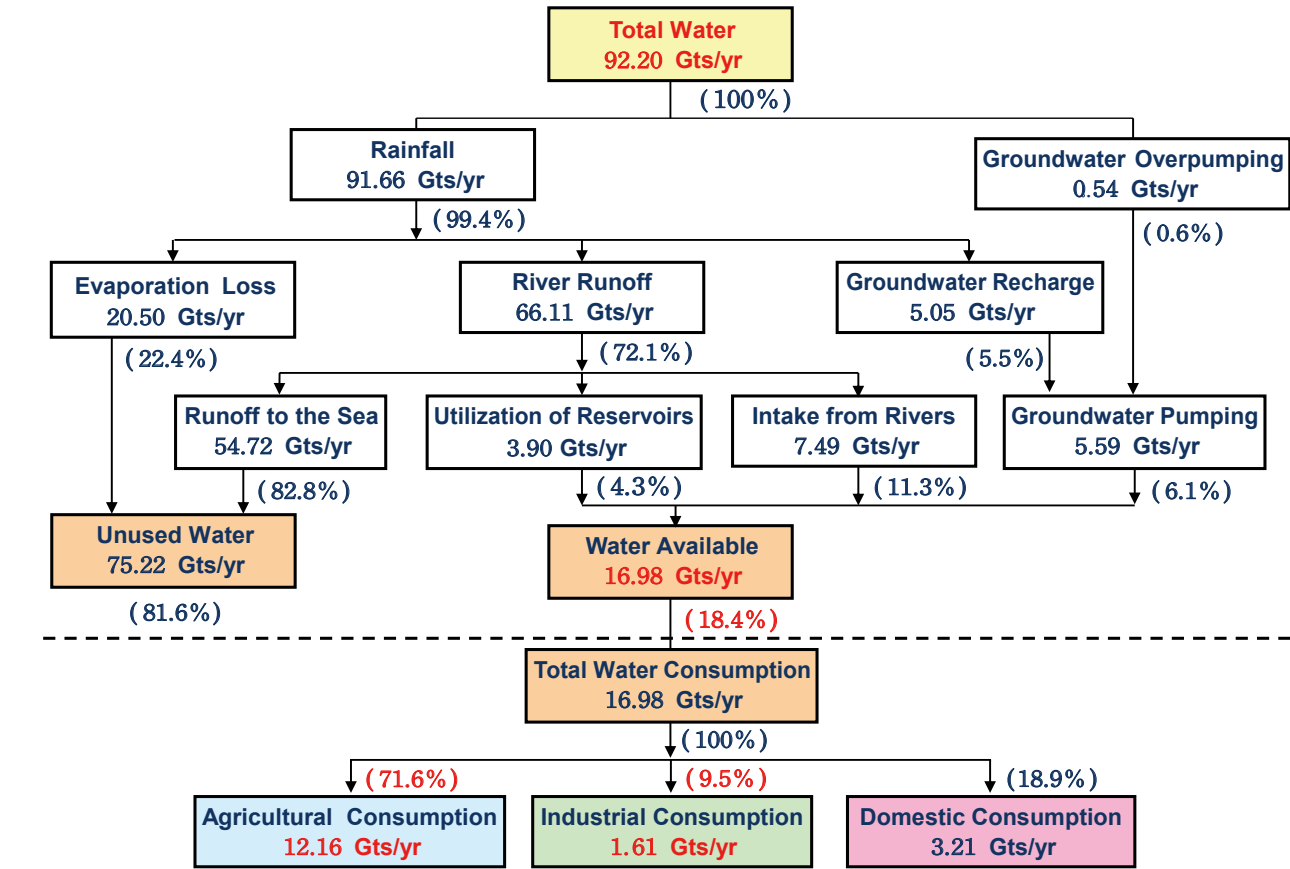 Total Water
92.20 Gts/yr
(100%)
Rainfall
91.66 Gts/yr
(99.4%)
Groundwater Overpumping
0.54 Gts/yr
(0.6%)
Evaporation Loss
20.50 Gts/yr
(22.4%)
River Runoff
66.11 Gts/yr
(72.1%)
Groundwater Recharge
5.05 Gts/yr
(5.5%)
Runoff to the Sea
54.72 Gts/yr
(82.8%)
Utilization of Reservoirs
3.90 Gts/yr
(4.3%)
Intake from Rivers
7.49 Gts/yr
(11.3%)
Groundwater Pumping
5.59 Gts/yr
(6.1%)
Unused Water
75.22 Gts/yr
(81.6%)
Water Available
16.98 Gts/yr
(18.4%)
Total Water Consumption
16.98 Gts/yr
(100%)
(71.6%)
Agricultural Consumption
12.16 Gts/yr
(9.5%)
Industrial Consumption
1.61 Gts/yr
(18.9%)
Domestic Consumption
3.21 Gts/yr